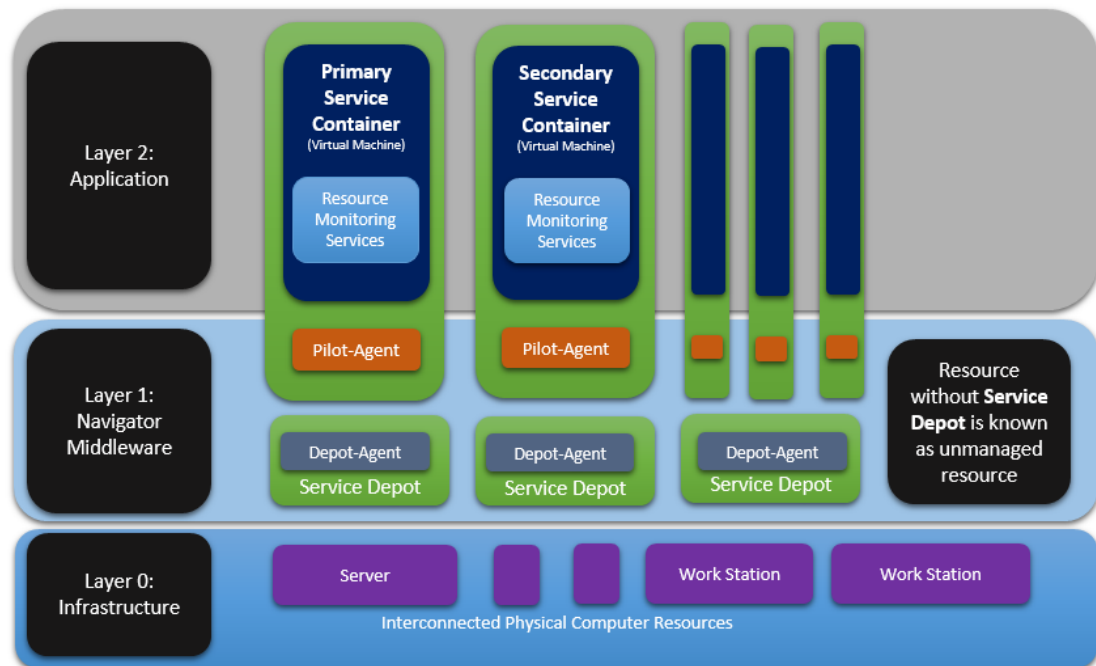 Layer 2:
Application
Primary
Service
Container
(Virtual Machine)
Resource
Monitoring
Services
Secondary
Service
Container
(Virtual Machine)
Resource
Monitoring
Services
Layer 1:
Navigator
Middleware
Pilot-Agent
Pilot-Agent
Depot-Agent
Service Depot
Depot-Agent
Service Depot
Depot-Agent
Service Depot
Resource
without Service
Depot is known
as unmanaged
resource
Layer 0:
Infrastructure
Server
Work Station
Work Station
Interconnected Physical Computer Resources